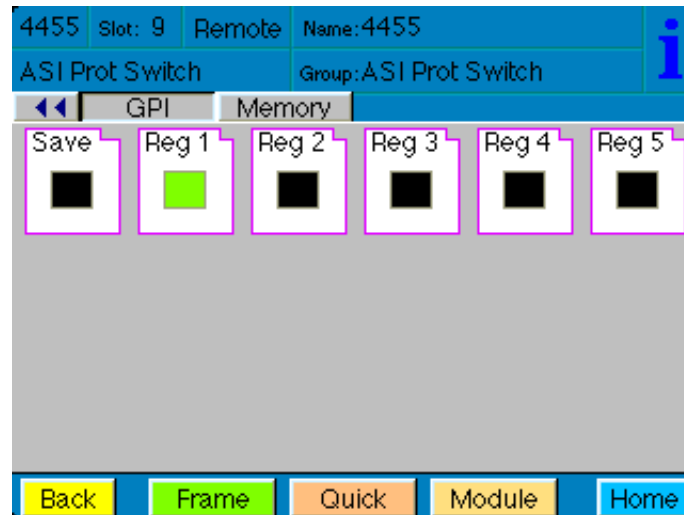 4455 Slot: 9 Remote Name:4455
ASI Prot Switch Group:ASI Prot Switch
i
GPI Memory
Save Reg 1 Reg 2 Reg 3 Reg 4 Reg 5
Back Frame Quick Module Home